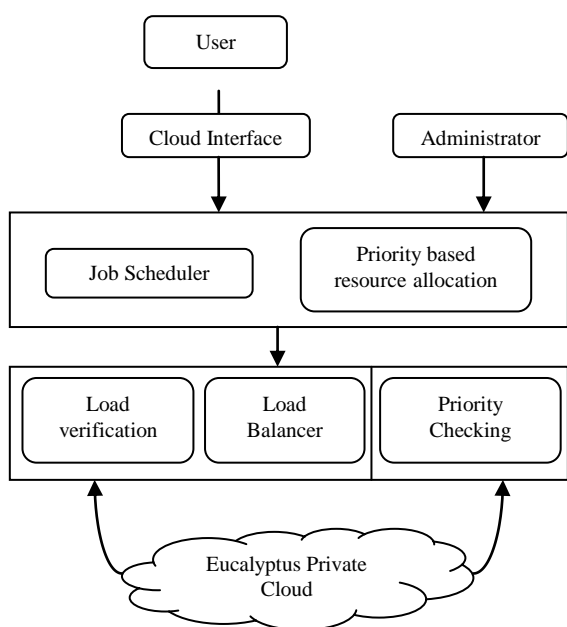 User
Cloud Interface
Administrator
Job Scheduler
Priority based
resource allocation
Load
verification
Load
Balancer
Priority
Checking
Eucalyptus Private
Cloud